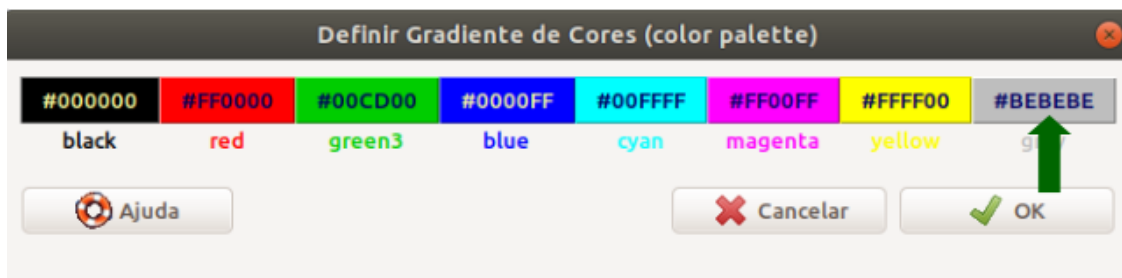 Definir Gradiente de Cores (color palette)
#000000 #FF0000 #00CD00 #0000FF #00FFFF #FF00FF #FFFF00 #BEBEBE
black red green3 blue cyan magenta yellow
Ajuda Cancelar OK